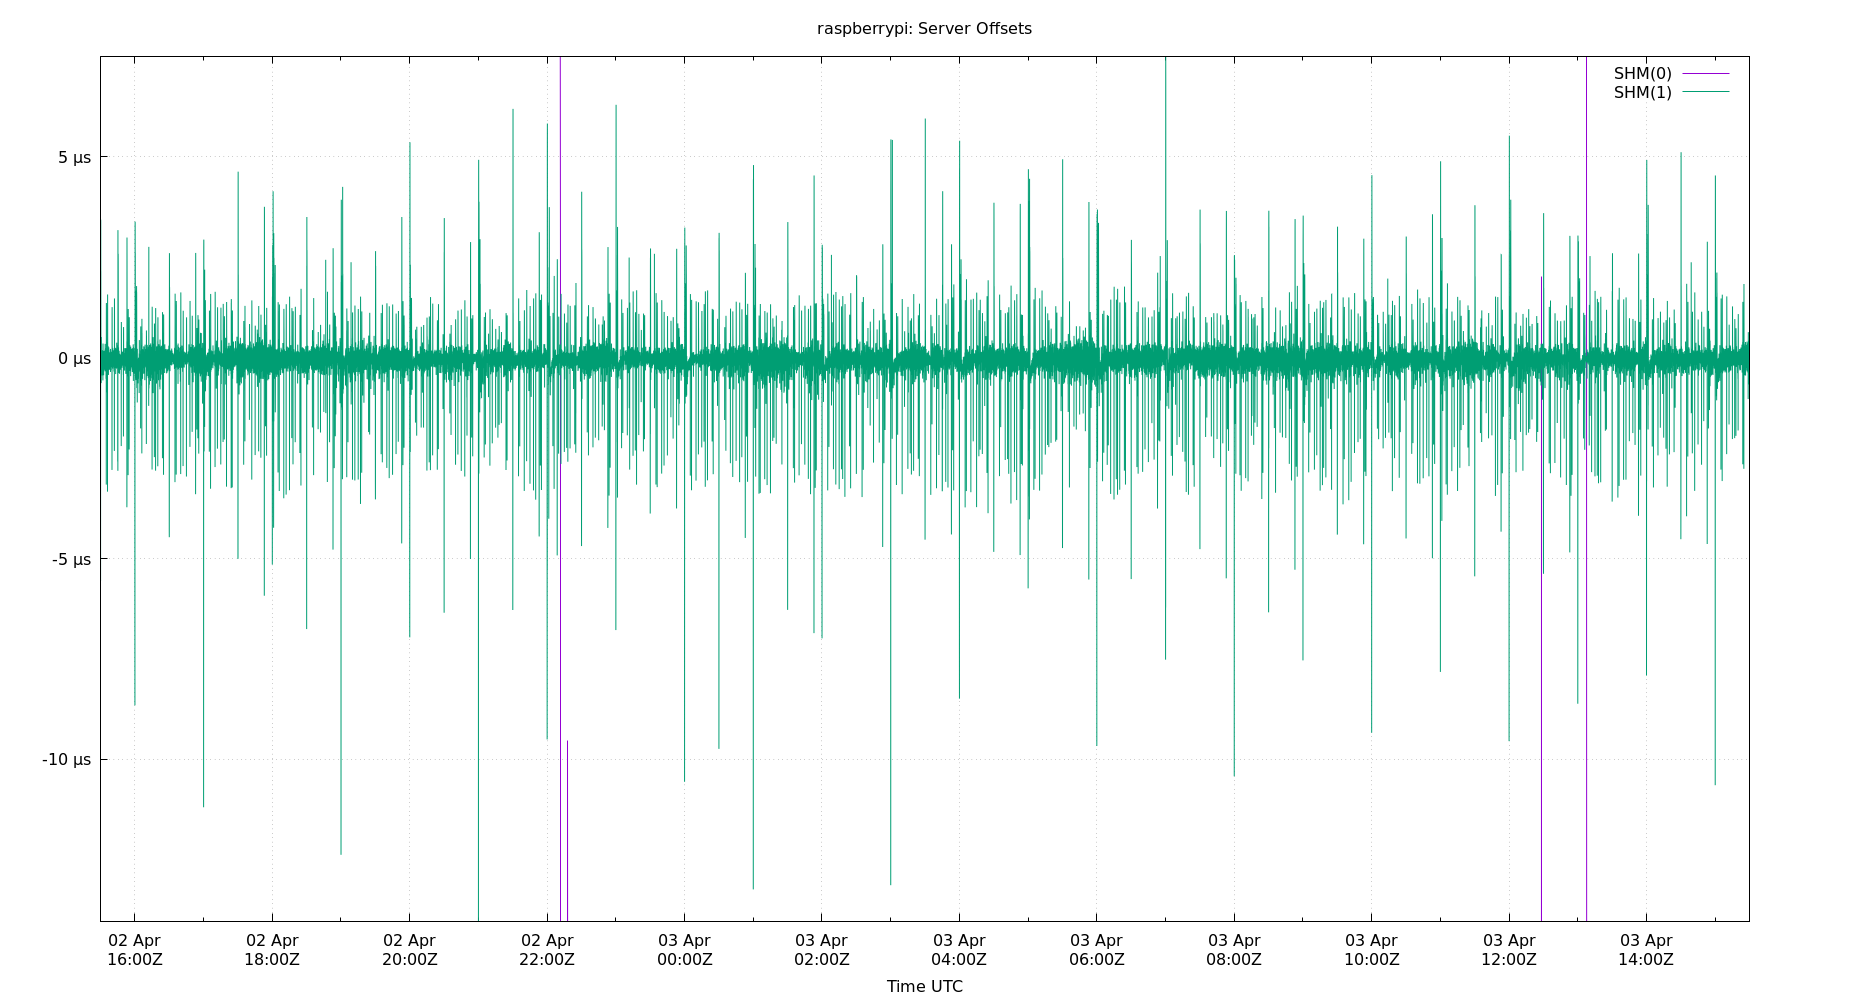 raspberrypi: Server Offsets
SHM(0)
SHM(1)
5 µs
0 µs
-5 µs
-10 µs
02 Apr 02 Apr 02 Apr 02 Apr 03 Apr 03 Apr 03 Apr 03 Apr 03 Apr 03 Apr 03 Apr 03 Apr
16:00Z 18:00Z 20:00Z 22:00Z 00:00Z 02:00Z 04:00Z 06:00Z 08:00Z 10:00Z 12:00Z 14:00Z
Time UTC